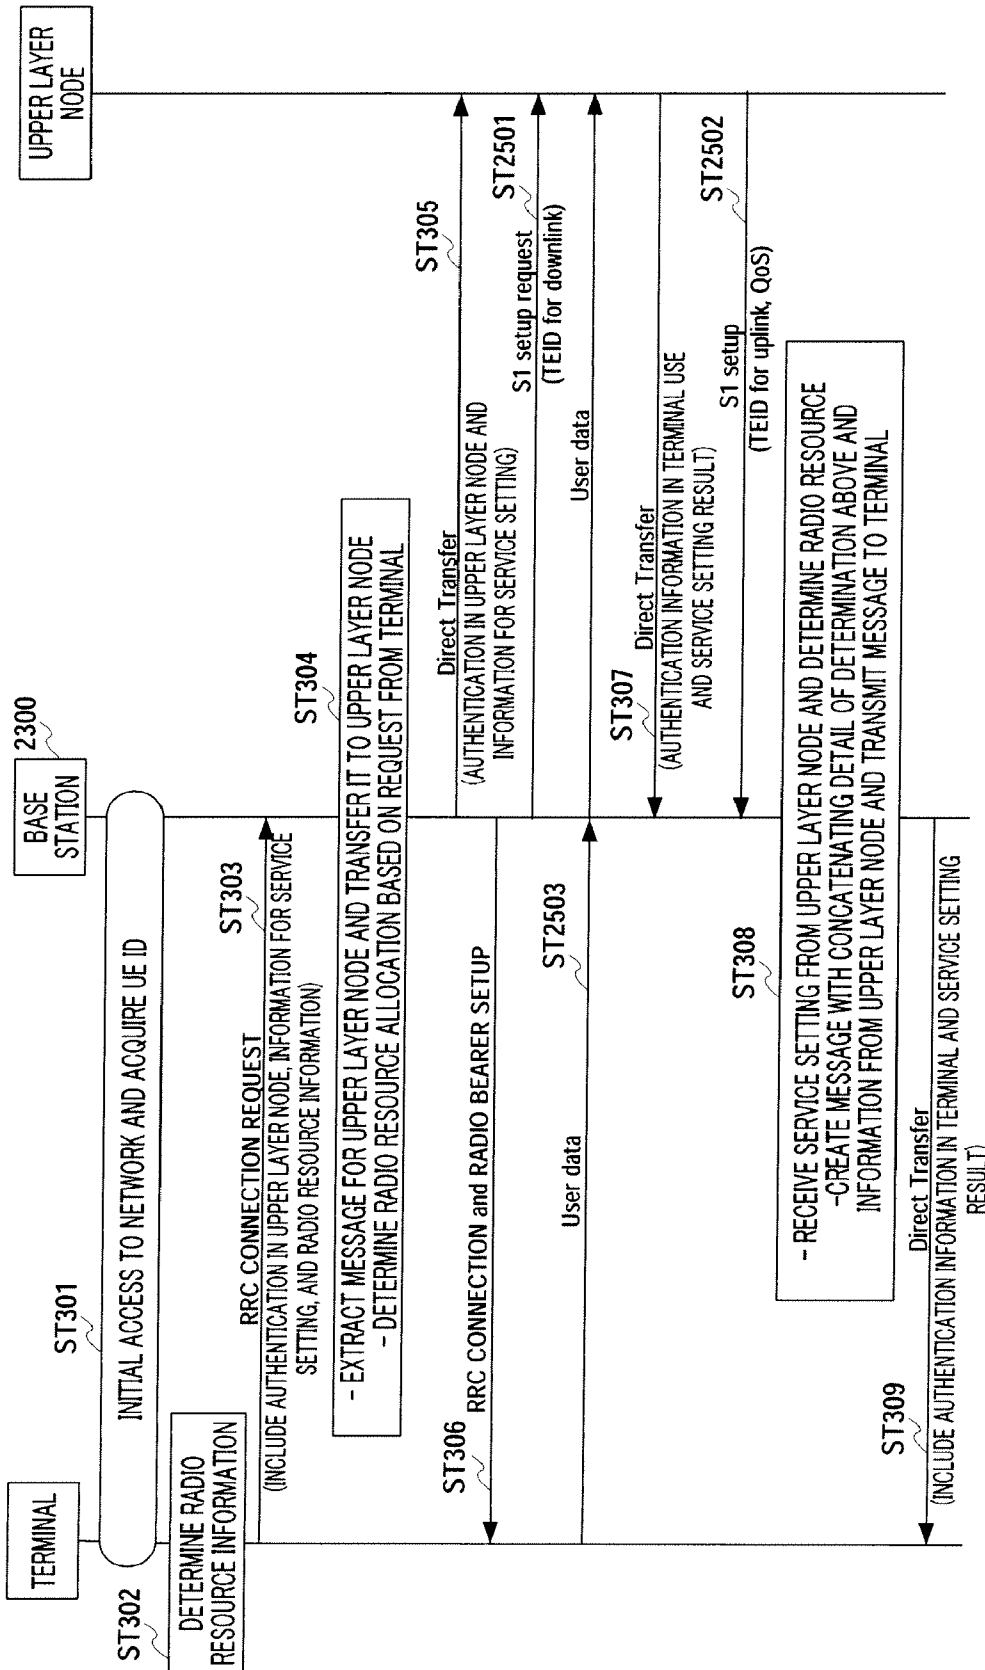 TERMINAL
BASE
STATION
2300
UPPER LAYER
NODE
ST301
INITIAL ACCESS TO NETWORK AND ACQUIRE UE ID
ST302
DETERMINE RADIO
RESOURCE INFORMATION
ST303
RRC CONNECTION REQUEST
(INCLUDE AUTHENTICATION IN UPPER LAYER NODE, INFORMATION FOR SERVICE
SETTING, AND RADIO RESOURCE INFORMATION)
ST304
- EXTRACT MESSAGE FOR UPPER LAYER NODE AND TRANSFER IT TO UPPER LAYER NODE
- DETERMINE RADIO RESOURCE ALLOCATION BASED ON REQUEST FROM TERMINAL
ST305
Direct Transfer
(AUTHENTICATION IN UPPER LAYER NODE AND
INFORMATION FOR SERVICE SETTING)
ST306
RRC CONNECTION and RADIO BEARER SETUP
ST2501
S1 setup request
(TEID for downlink)
ST2503
User data
User data
ST307
Direct Transfer
(AUTHENTICATION INFORMATION IN TERMINAL USE
AND SERVICE SETTING RESULT)
ST2502
S1 setup
(TEID for uplink, QoS)
ST308
- RECEIVE SERVICE SETTING FROM UPPER LAYER NODE AND DETERMINE RADIO RESOURCE
-CREATE MESSAGE WITH CONCATENATING DETAIL OF DETERMINATION ABOVE AND
INFORMATION FROM UPPER LAYER NODE AND TRANSMIT MESSAGE TO TERMINAL
ST309
Direct Transfer
(INCLUDE AUTHENTICATION INFORMATION IN TERMINAL AND SERVICE SETTING
RESULT)